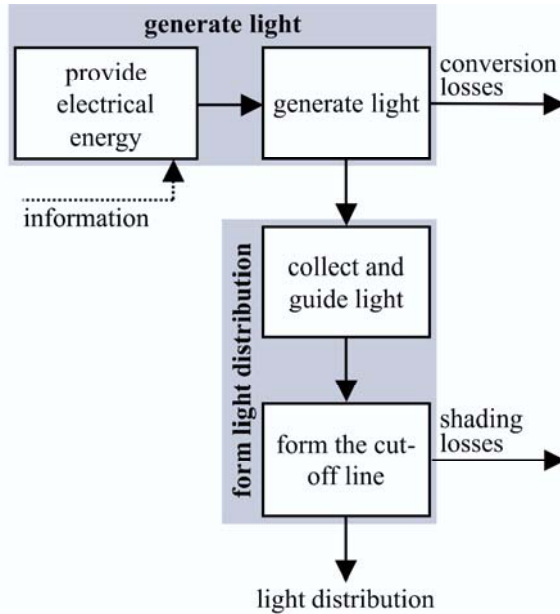 generate light
provide
electrical
energy
generate light
conversion
losses
information
form light distribution
collect and
guide light
form the cut-
off line
shading
losses
light distribution